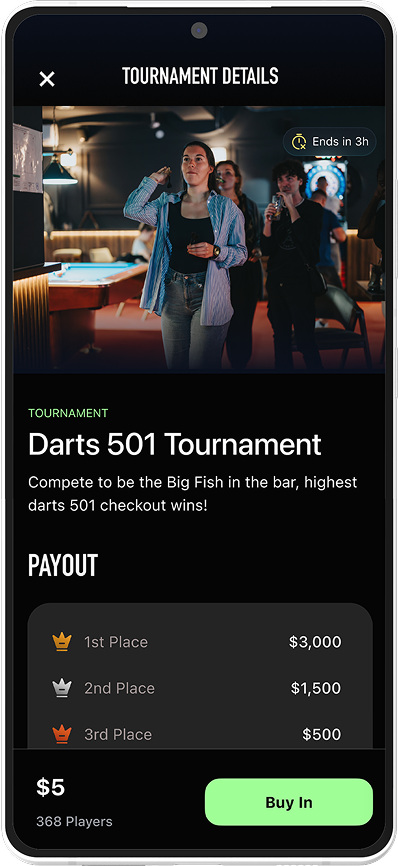 TOURNAMENT DETAILS
Ends in 3h
TOURNAMENT
Darts 501 Tournament
Compete to be the Big Fish in the bar, highest
darts 501 checkout wins!
PAYOUT
1st Place $3,000
2nd Place $1,500
3rd Place $500
$5
368 Players
Buy In